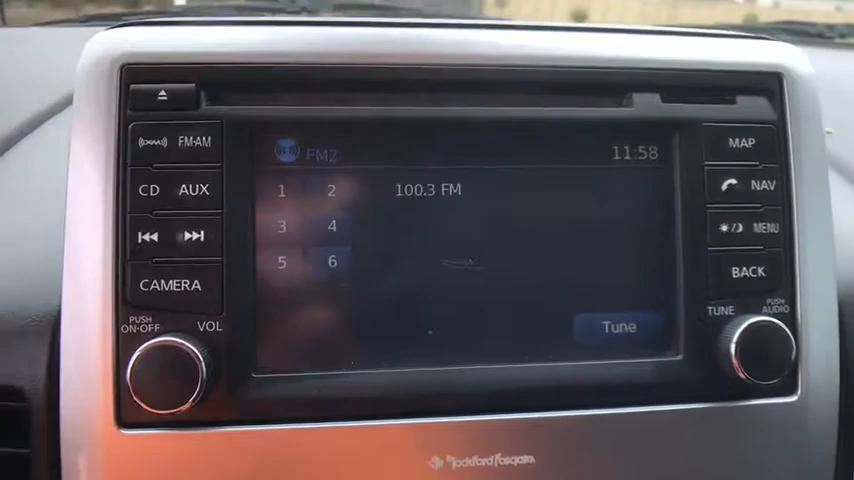 FM-AM
MAP
FM2
11:58
CD AUX
1 2
100.3 FM
NAV
3 4
MENU
5 6
CAMERA
BACK
PUSH
ON·OFF
VOL
Tune
TUNE
PUSH
AUDIO
Rockford Fosgate